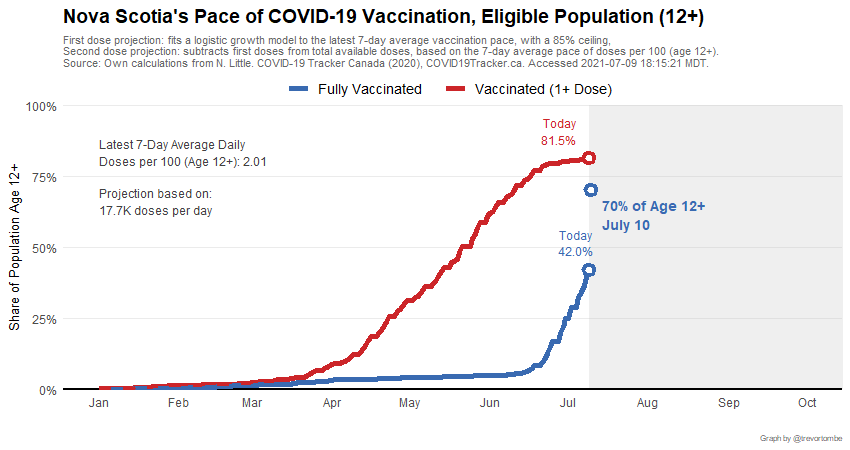 Nova Scotia's Pace of COVID-19 Vaccination, Eligible Population (12+)
First dose projection: fits a logistic growth model to the latest 7-day average vaccination pace, with a 85% ceiling,
Second dose projection: subtracts first doses from total available doses, based on the 7-day average pace of doses per 100 (age 12+).
Source: Own calculations from N. Little. COVID-19 Tracker Canada (2020), COVID19Tracker.ca. Accessed 2021-07-09 18:15:21 MDT.
Fully Vaccinated
Vaccinated (1+ Dose)
100%
75%
50%
25%
0%
Share of Population Age 12+
Latest 7-Day Average Daily
Doses per 100 (Age 12+): 2.01
Projection based on:
17.7K doses per day
Today
81.5%
70% of Age 12+
July 10
Today
42.0%
Jan
Feb
Mar
Apr
May
Jun
Jul
Aug
Sep
Oct
Graph by @trevortombe